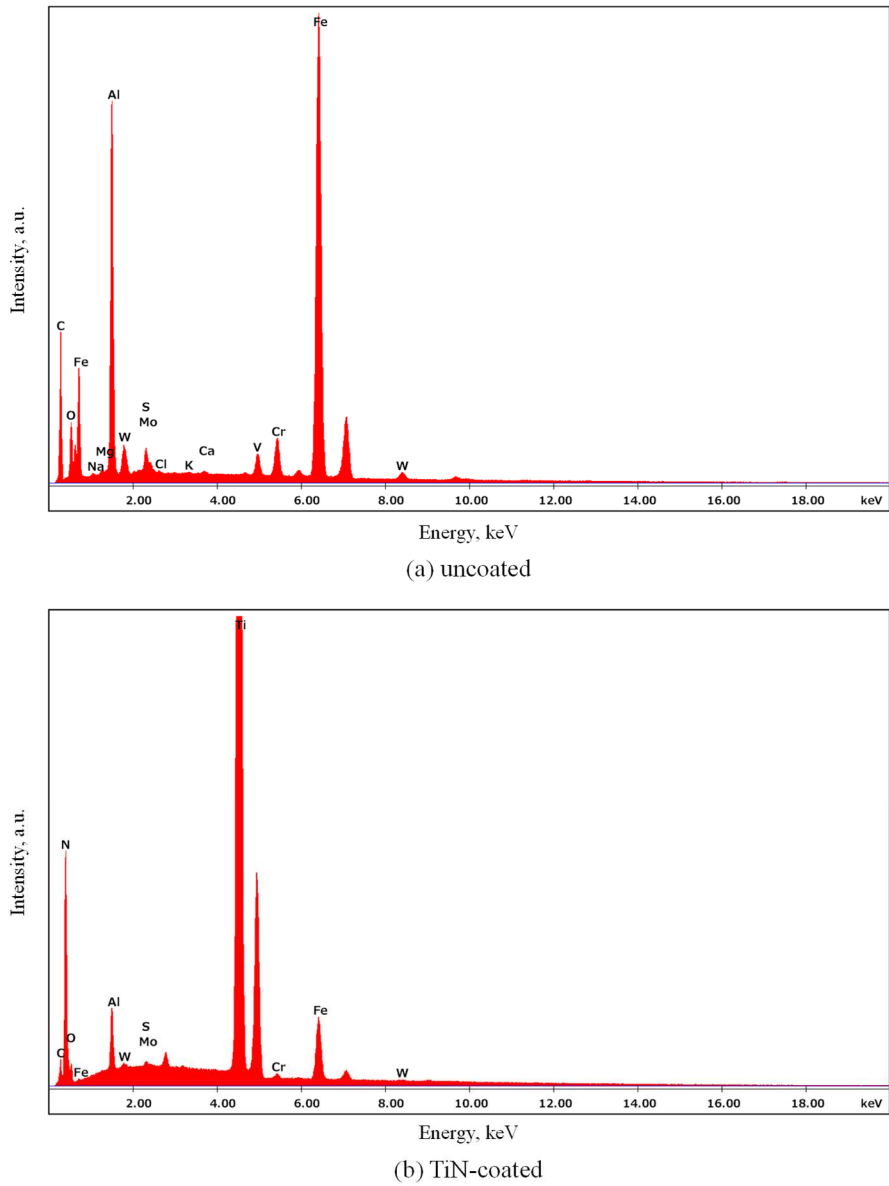 Fe
Al
C
Fe
O
S
Mo
W
Mg
Na
Cl
K
Ca
V
Cr
W
2.00 4.00 6.00 8.00 10.00 12.00 14.00 16.00 18.00 keV
Intensity, a.u.
Energy, keV
(a) uncoated
Ti
N
Al
O
C
Fe
W
S
Mo
Cr
Fe
W
2.00 4.00 6.00 8.00 10.00 12.00 14.00 16.00 18.00 keV
Intensity, a.u.
Energy, keV
(b) TiN-coated